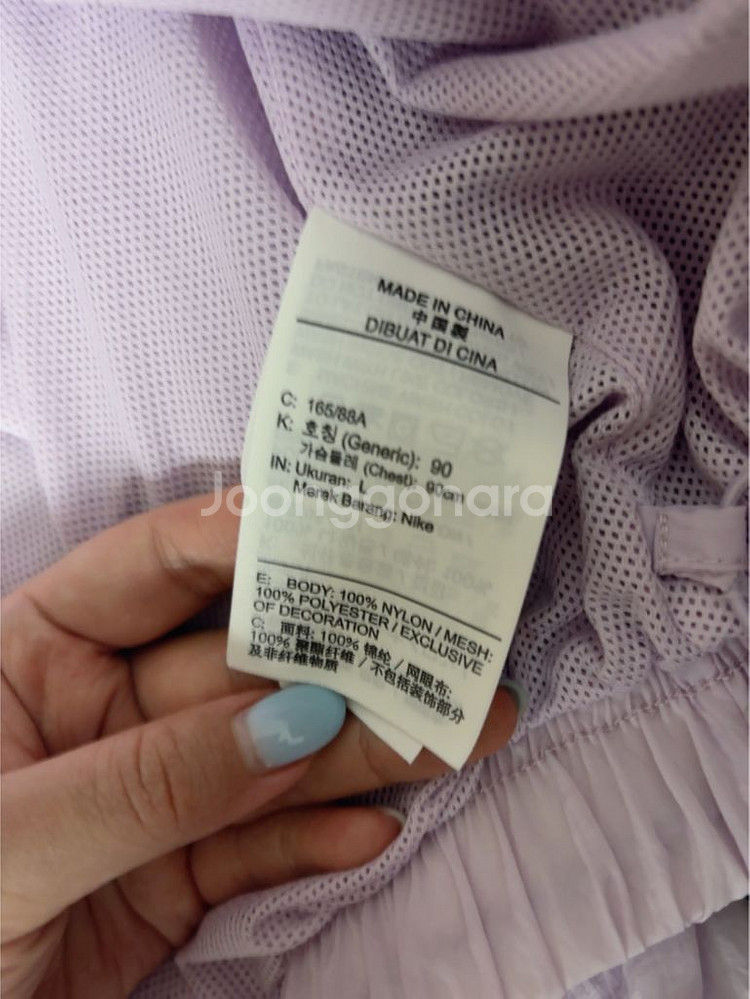 MADE IN CHINA
中国製
DIBUAT DI CINA
C: 165/88A
K: 호칭 (Generic): 90
가슴둘레 (Chest): 90cm
IN: Ukuran: L
Joonggonara
Merek Barang: Nike
E: BODY: 100% NYLON / MESH:
100% POLYESTER / EXCLUSIVE
OF DECORATION
C: 面料: 100% 锦纶 / 网眼布:
100% 聚酯纤维 / 不包括装饰部分
及非纤维物质